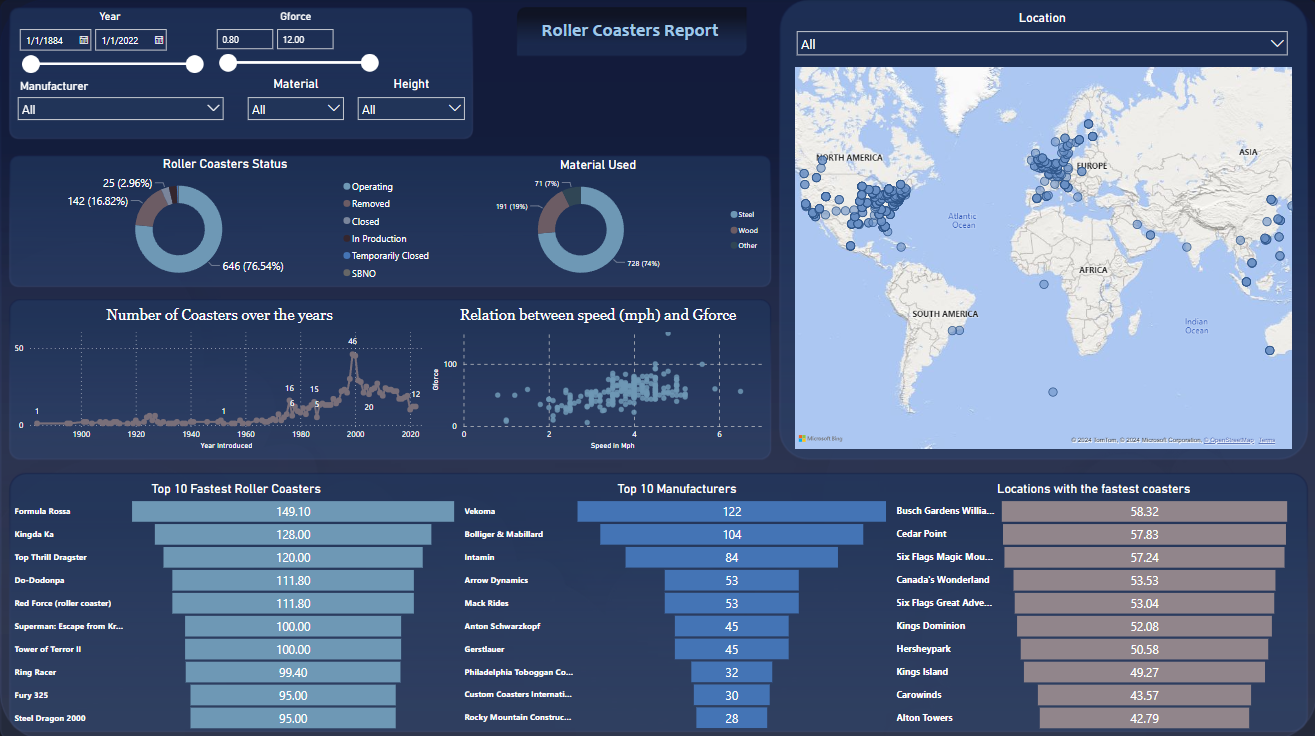 Year
Gforce
1/1/1884
1/1/2022
0.80
12.00
Manufacturer
Material
Height
All
All
All
Roller Coasters Report
Location
All
NORTH AMERICA
EUROPE
ASIA
Atlantic
Ocean
AFRICA
SOUTH AMERICA
Indian
Ocean
Microsoft Bing
© 2024 TomTom, © 2024 Microsoft Corporation, © OpenStreetMap Terms
Roller Coasters Status
25 (2.96%)
142 (16.82%)
646 (76.54%)
Operating
Removed
Closed
In Production
Temporarily Closed
SBNO
Material Used
71 (7%)
191 (19%)
728 (74%)
Steel
Wood
Other
Number of Coasters over the years
50
0
1
1
16
6
15
5
46
20
12
1900
1920
1940
1960
1980
2000
2020
Year Introduced
Relation between speed (mph) and Gforce
Gforce
100
0
0
2
4
6
Speed in Mph
Top 10 Fastest Roller Coasters
Formula Rossa 149.10
Kingda Ka 128.00
Top Thrill Dragster 120.00
Do-Dodonpa 111.80
Red Force (roller coaster) 111.80
Superman: Escape from Kr... 100.00
Tower of Terror II 100.00
Ring Racer 99.40
Fury 325 95.00
Steel Dragon 2000 95.00
Top 10 Manufacturers
Vekoma 122
Bolliger & Mabillard 104
Intamin 84
Arrow Dynamics 53
Mack Rides 53
Anton Schwarzkopf 45
Gerstlauer 45
Philadelphia Toboggan Co... 32
Custom Coasters Internati... 30
Rocky Mountain Construc... 28
Locations with the fastest coasters
Busch Gardens Willia... 58.32
Cedar Point 57.83
Six Flags Magic Mou... 57.24
Canada's Wonderland 53.53
Six Flags Great Adve... 53.04
Kings Dominion 52.08
Hersheypark 50.58
Kings Island 49.27
Carowinds 43.57
Alton Towers 42.79